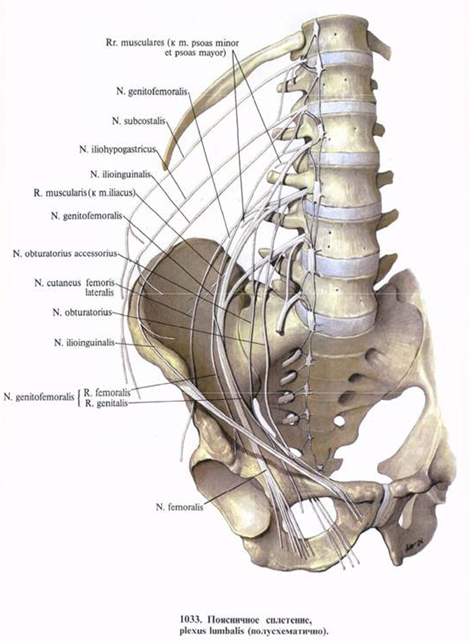 Rr. musculares (к m. psoas minor
et psoas mayor)
N. genitofemoralis
N. subcostalis
N. iliohypogastricus
N. ilioinguinalis
R. muscularis (к m. iliacus)
N. genitofemoralis
N. obturatorius accessorius
N. cutaneus femoris
lateralis
N. obturatorius
N. ilioinguinalis
N. genitofemoralis { R. femoralis
R. genitalis
N. femoralis
1033. Поясничное сплетение,
plexus lumbalis (полусхематично).